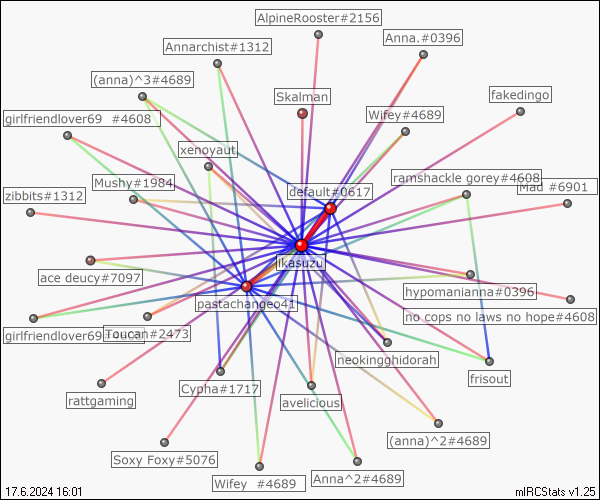 AlpineRooster#2156
Anna.#0396
Annarchist#1312
(anna)^3#4689
Skalman
fakedingo
girlfriendlover69 #4608
Wifey#4689
xenoyaut
Mushy#1984
default#0617
ramshackle gorey#4608
Mad #6901
zibbits#1312
ikasuzu
ace deucy#7097
hypomanianna#0396
pastachangeo41
no cops no laws no hope#4608
girlfriendlover69
Toucan#2473
neokingghidorah
frisout
rattgaming
Cypha#1717
avelicious
(anna)^2#4689
Soxy Foxy#5076
Wifey #4689
Anna^2#4689
17.6.2024 16:01
mIRCStats v1.25